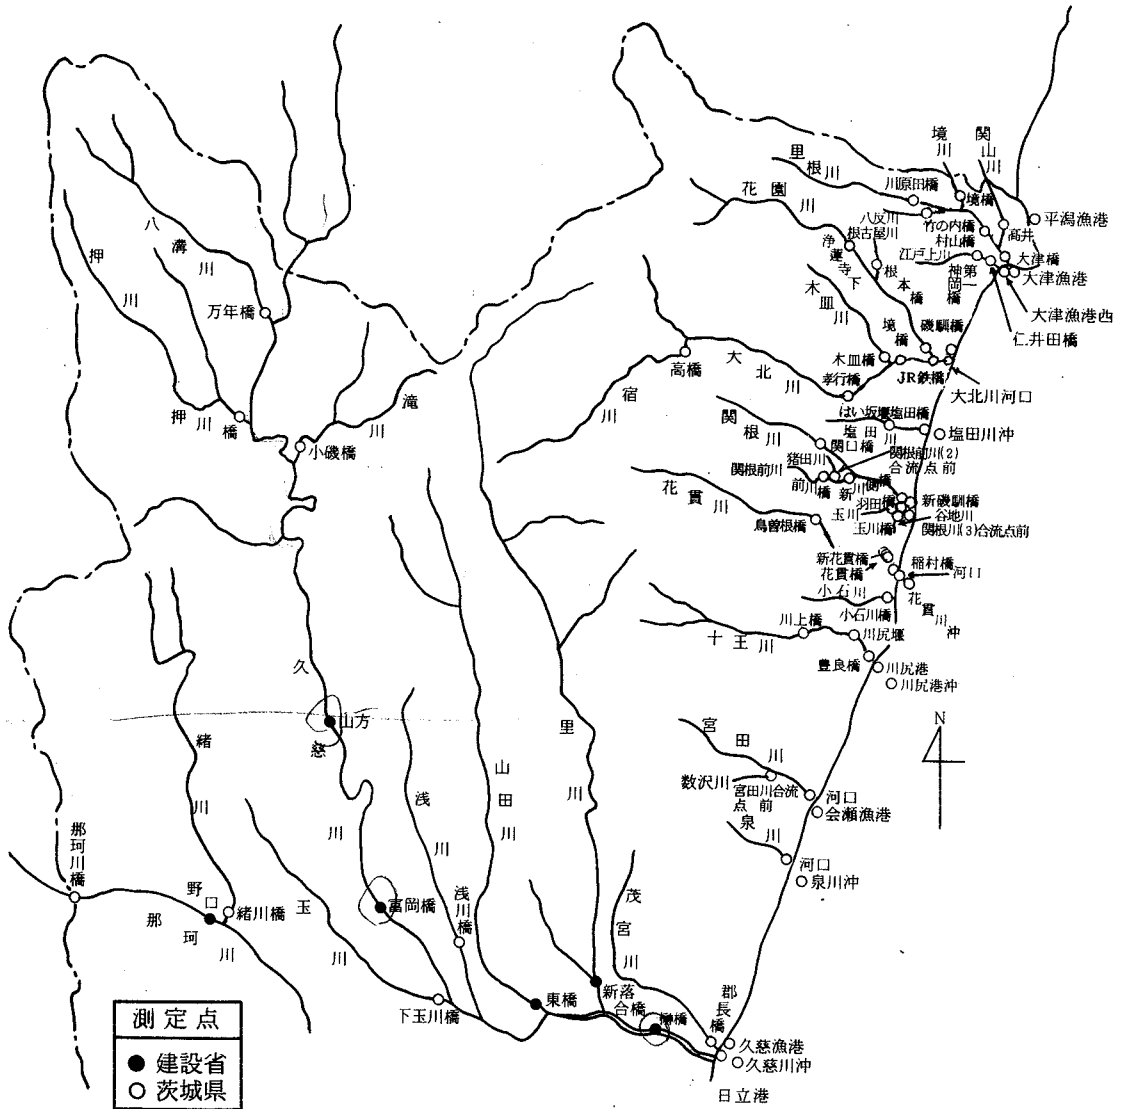 関山川
境川
里根川
川原田橋
境橋
花園川
八反川
竹の内橋
高井
平潟漁港
根古屋川
村山橋
浄蓮寺下
江戸上川
大津橋
根本橋
神岡第一橋
大津漁港
木皿川
大津漁港西
磯馴橋
境橋
仁井田橋
八溝川
押川
万年橋
木皿橋
高橋
大北川
JR鉄橋
孝行橋
大北川河口
宿川
滝川
押川橋
小磯橋
はい坂堰
塩田橋
関根川
塩田川
関口橋
塩田川沖
猪田川
関根前川(2)
合流点前
関根前川
前川橋
新川橋
花貫川
羽田橋
新磯馴橋
玉川
谷地川
鳥曽根橋
玉川橋
関根川(3)合流点前
新花貫橋
稲村橋
花貫橋
河口
小石川
小石川橋
花貫川沖
川上橋
十王川
川尻堰
豊良橋
川尻港
川尻港沖
久慈川
山方
緒川
里川
宮田川
N
山田川
数沢川
宮田川合流点前
河口
会瀬漁港
浅川
泉川
河口
泉川沖
那珂川橋
茂宮川
野口
緒川橋
玉川
富岡橋
浅川橋
那珂川
新落合橋
郡長橋
下玉川橋
東橋
榊橋
久慈漁港
久慈川沖
日立港
測定点
● 建設省
○ 茨城県